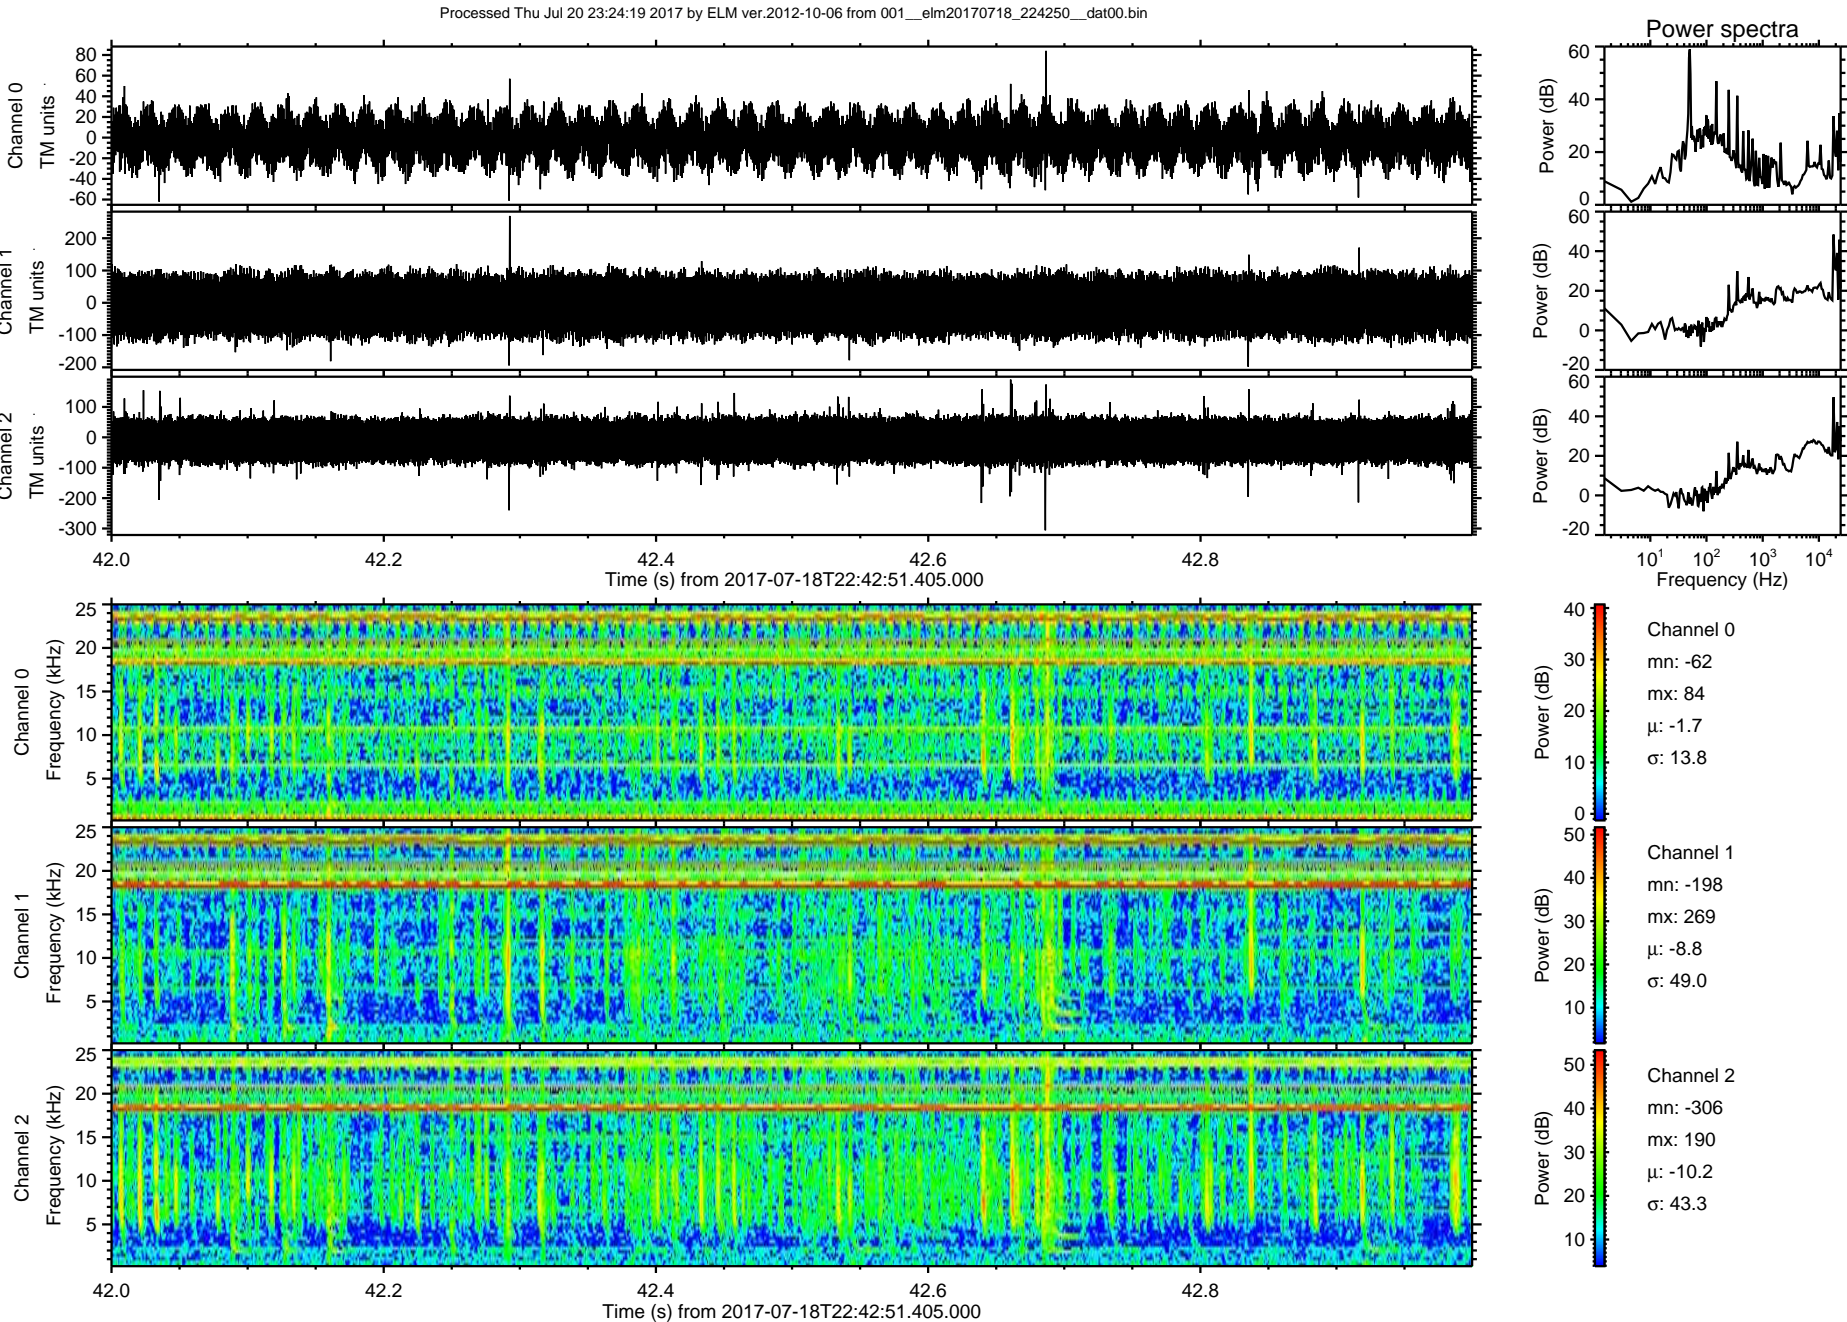 Processed Thu Jul 20 23:24:19 2017 by ELM ver.2012-10-06 from 001__elm20170718_224250__dat00.bin
Power spectra
Channel 0
TM units
80
60
40
20
0
-20
-40
-60
Power (dB)
60
40
20
0
Channel 1
TM units
200
100
0
-100
-200
Power (dB)
60
40
20
0
-20
Channel 2
TM units
100
0
-100
-200
-300
Power (dB)
60
40
20
0
-20
42.0 42.2 42.4 42.6 42.8
Time (s) from 2017-07-18T22:42:51.405.000
10^1 10^2 10^3 10^4
Frequency (Hz)
Channel 0
Frequency (kHz)
25
20
15
10
5
Power (dB)
40
30
20
10
0
Channel 0
mn: -62
mx: 84
μ: -1.7
σ: 13.8
Channel 1
Frequency (kHz)
25
20
15
10
5
Power (dB)
50
40
30
20
10
Channel 1
mn: -198
mx: 269
μ: -8.8
σ: 49.0
Channel 2
Frequency (kHz)
25
20
15
10
5
Power (dB)
50
40
30
20
10
Channel 2
mn: -306
mx: 190
μ: -10.2
σ: 43.3
42.0 42.2 42.4 42.6 42.8
Time (s) from 2017-07-18T22:42:51.405.000